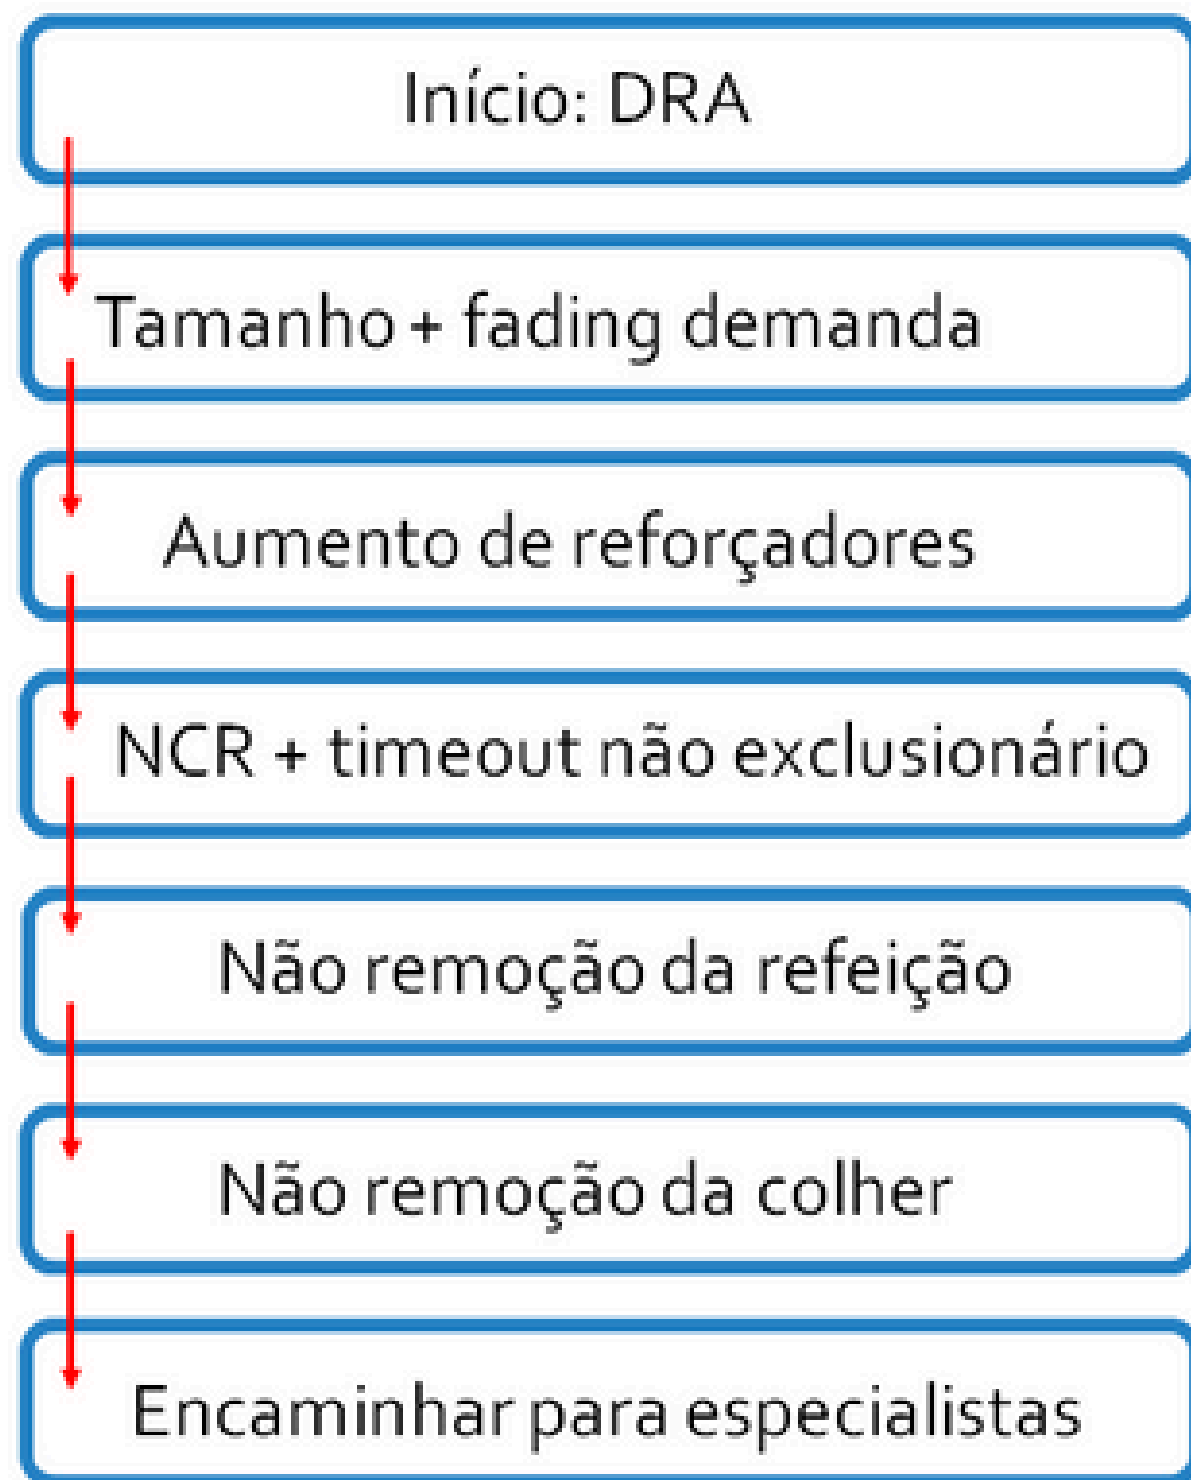 Início: DRA
Tamanho + fading demanda
Aumento de reforçadores
NCR + timeout não exclusionário
Não remoção da refeição
Não remoção da colher
Encaminhar para especialistas